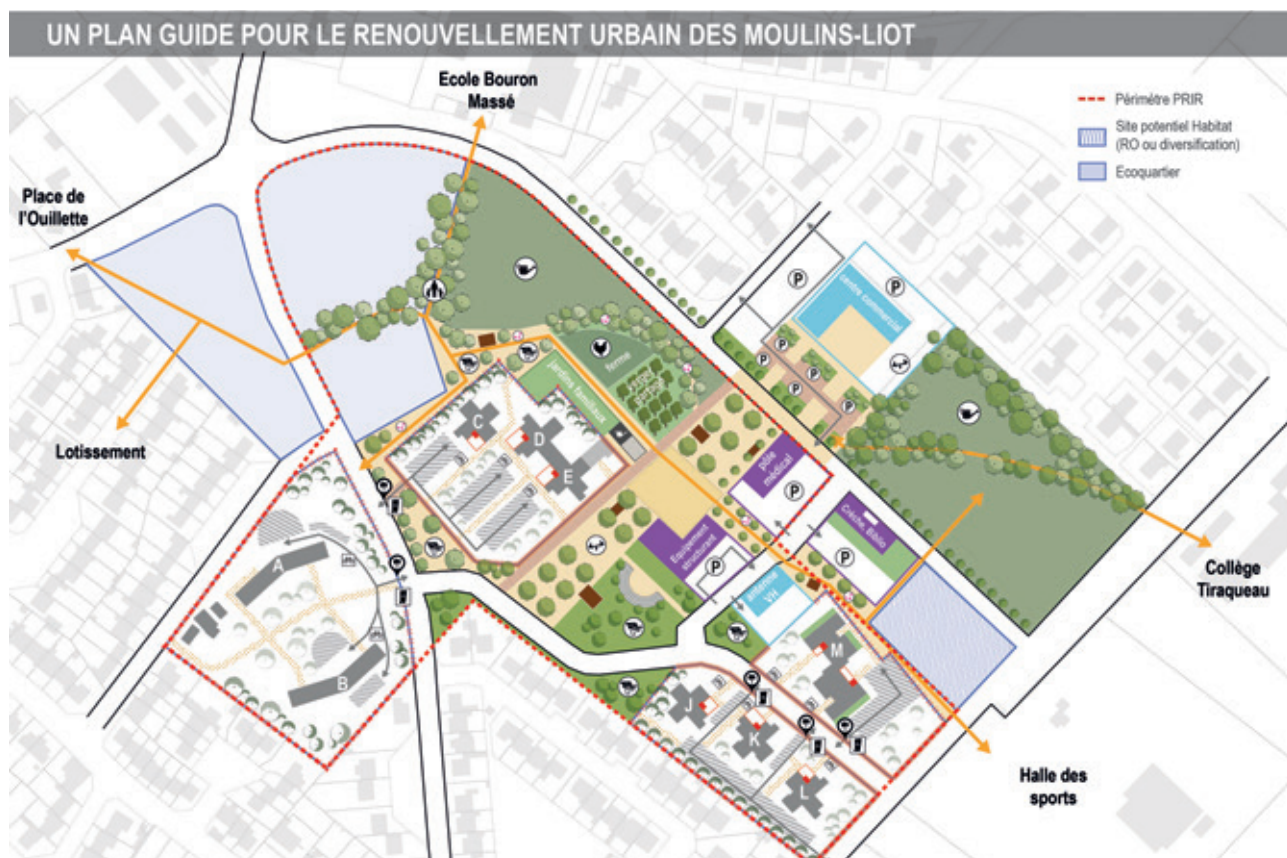 UN PLAN GUIDE POUR LE RENOUVELLEMENT URBAIN DES MOULINS-LIOT
Ecole Bouron
Massé
Périmètre PRIR
Site potentiel Habitat
(RO ou diversification)
Ecoquartier
Place de
l'Ouillette
Lotissement
centre commercial
P
P
P
P
P
P
P
ferme
jardins familiaux
C
D
E
pôle
médical
P
Crèche, Biblio
P
Equipement
structurant
P
antenne
VH
A
B
M
J
K
L
Collège
Tiraqueau
Halle des
sports